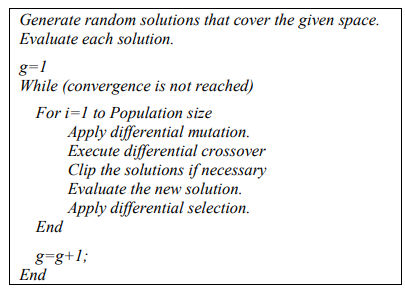 Generate random solutions that cover the given space.
Evaluate each solution.
g=1
While (convergence is not reached)
For i=1 to Population size
Apply differential mutation.
Execute differential crossover
Clip the solutions if necessary
Evaluate the new solution.
Apply differential selection.
End
g=g+1;
End